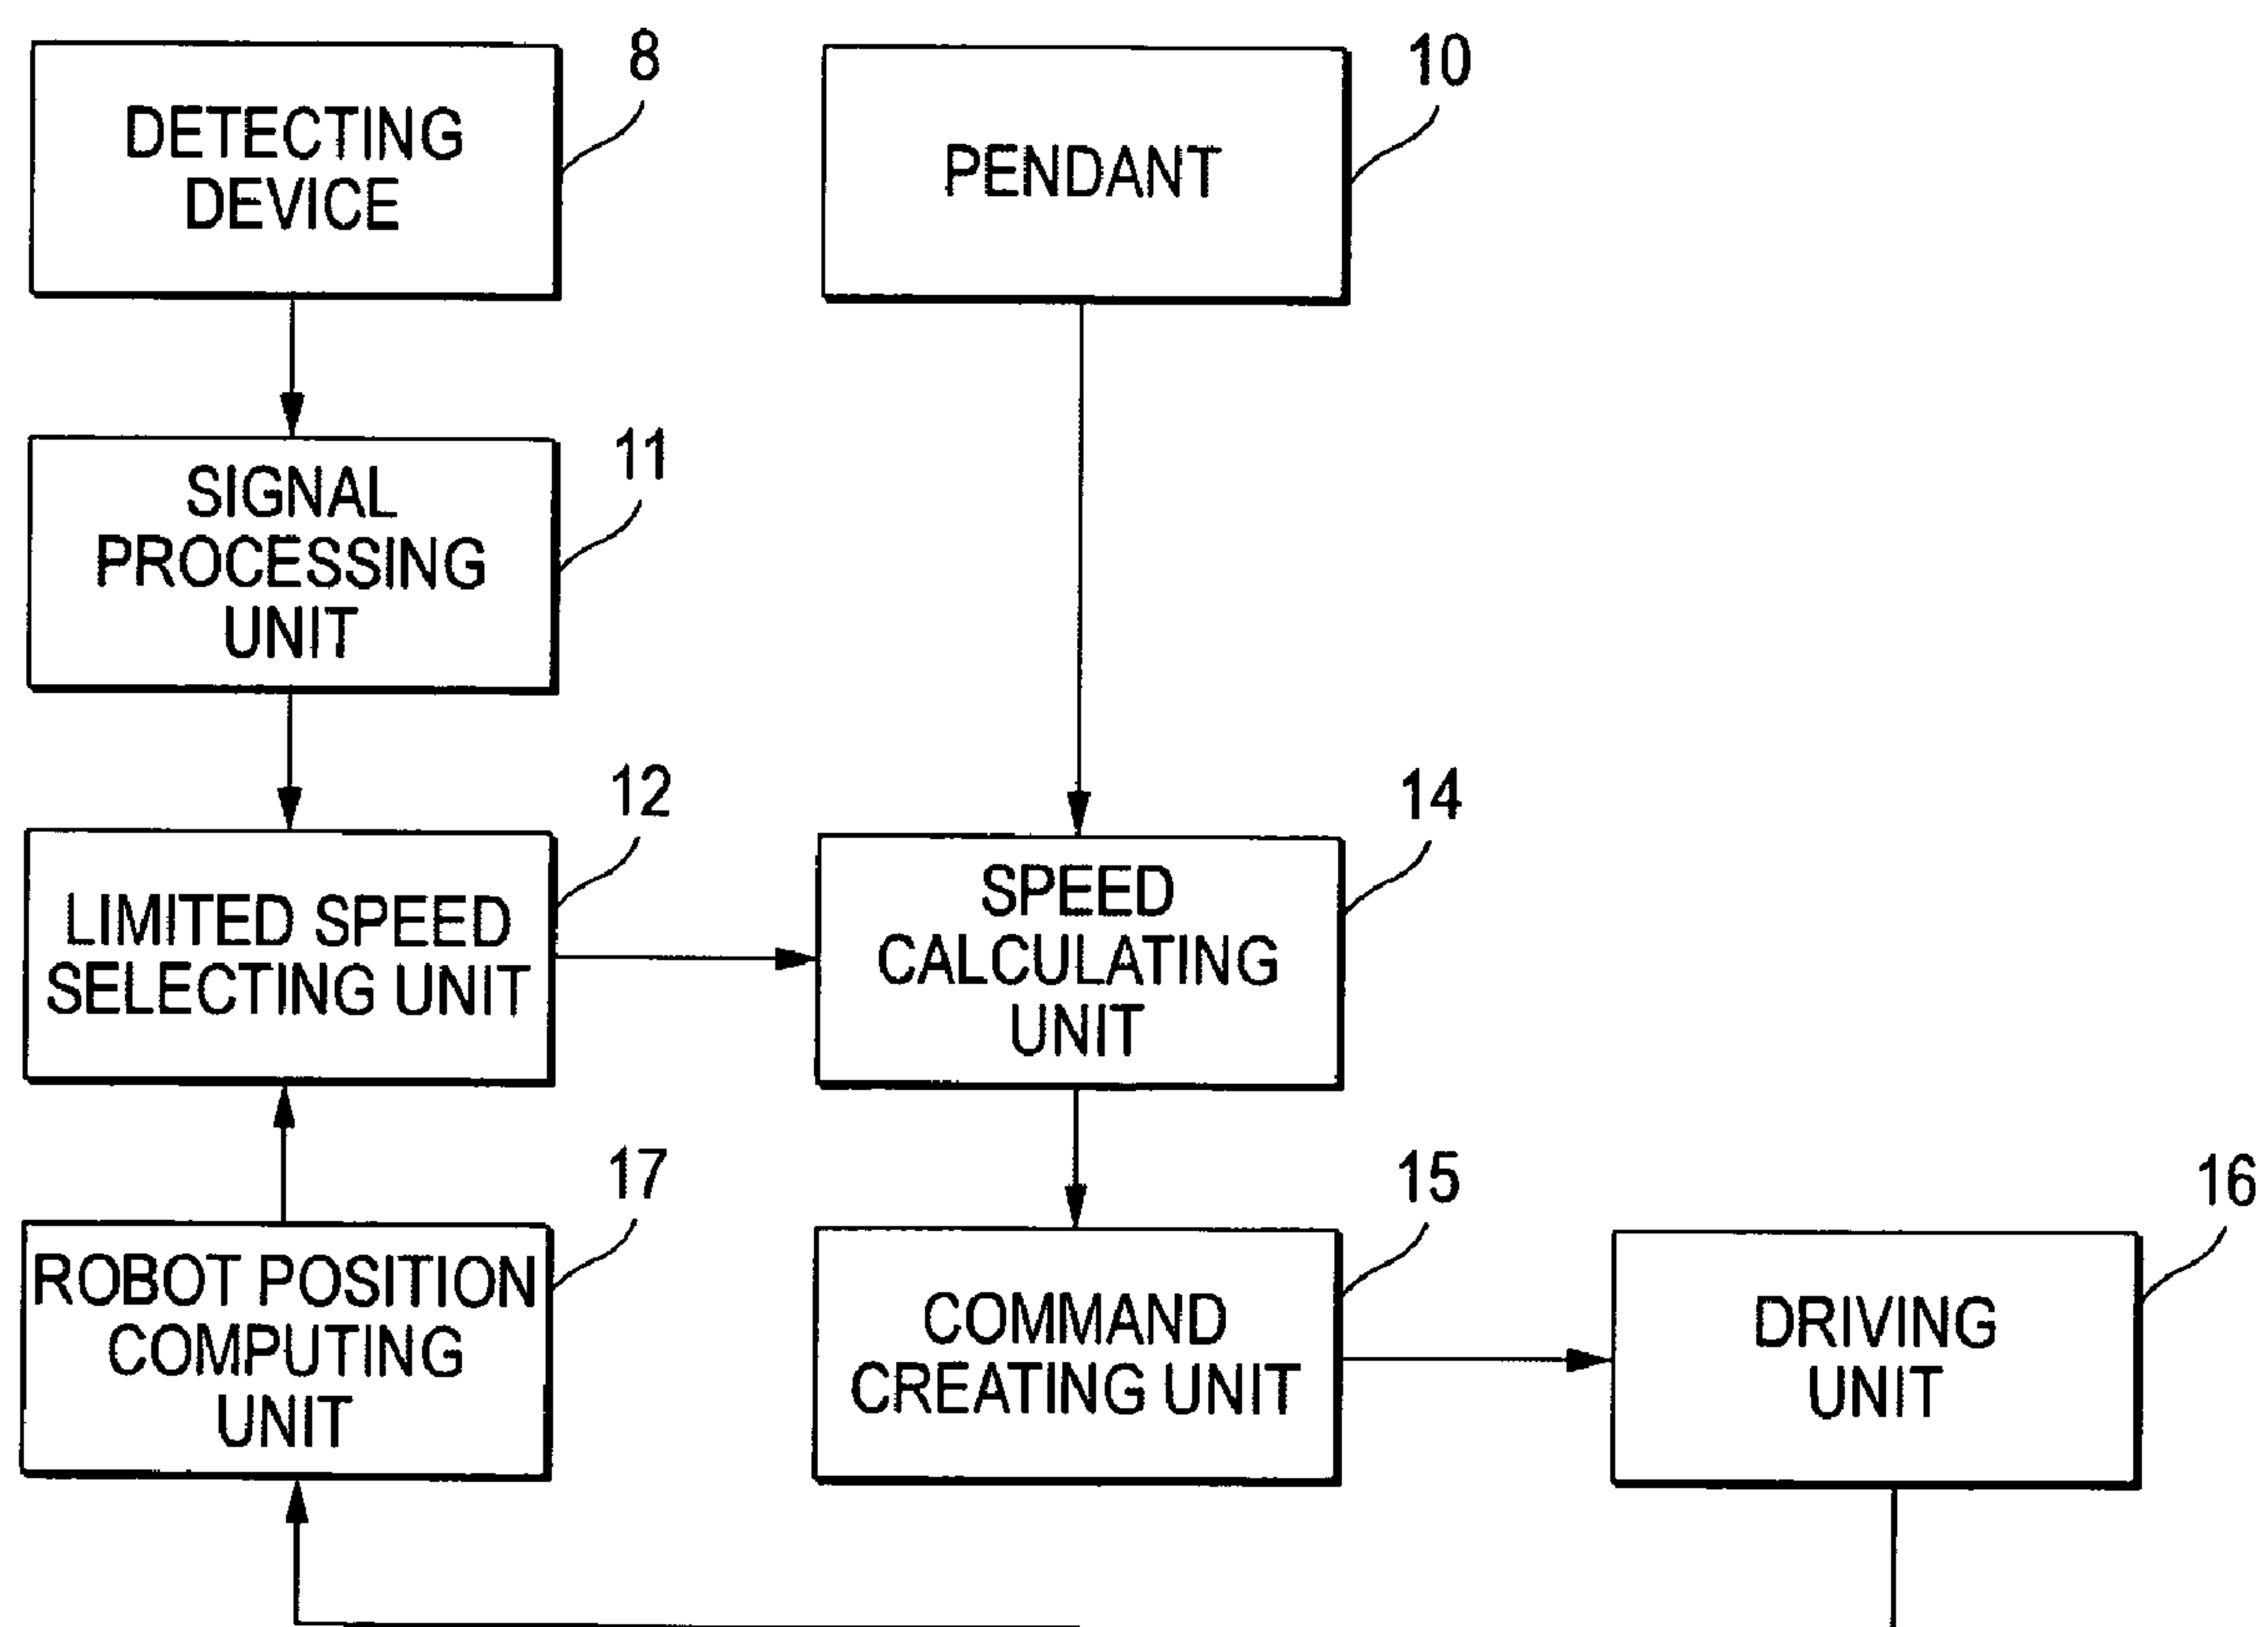 DETECTING
DEVICE
8
PENDANT
10
SIGNAL
PROCESSING
UNIT
11
LIMITED SPEED
SELECTING UNIT
12
SPEED
CALCULATING
UNIT
14
ROBOT POSITION
COMPUTING
UNIT
17
COMMAND
CREATING UNIT
15
DRIVING
UNIT
16